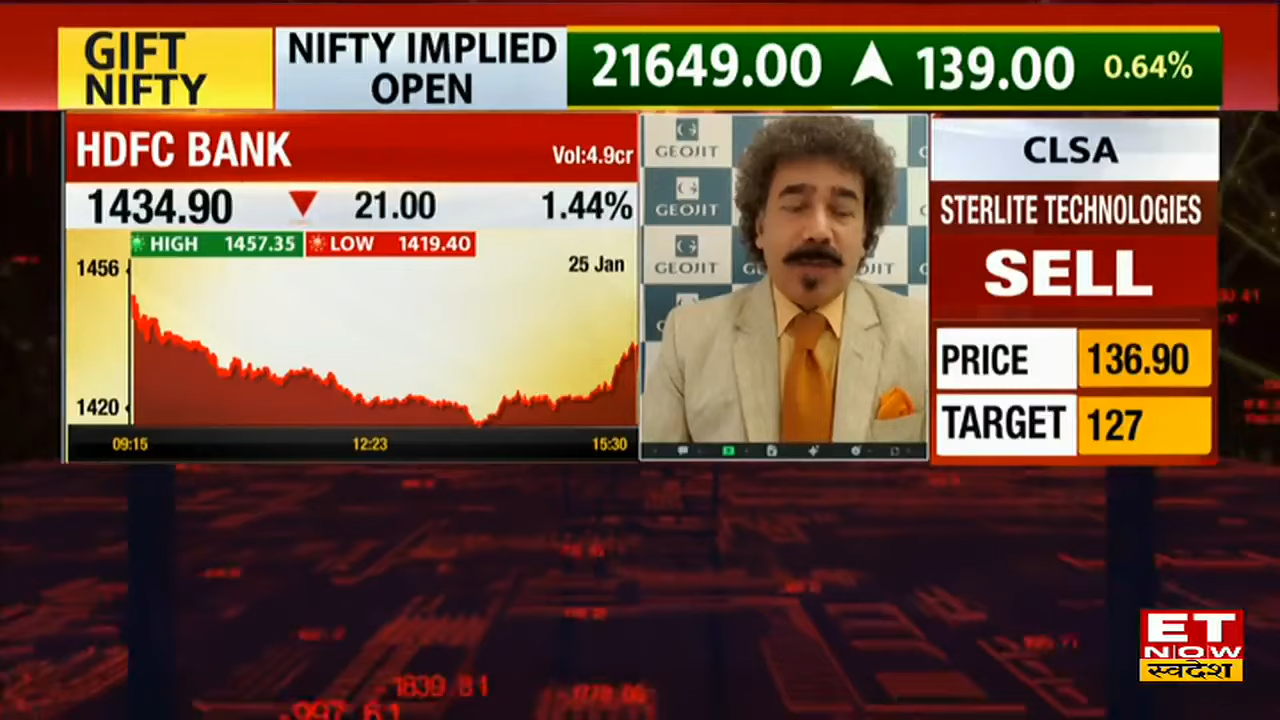 GIFT
NIFTY
NIFTY IMPLIED
OPEN
21649.00 139.00 0.64%
HDFC BANK
Vol:4.9cr
1434.90 21.00 1.44%
HIGH 1457.35 LOW 1419.40
25 Jan
1456
1420
09:15 12:23 15:30
GEOJIT
GEOJIT
GEOJIT
CLSA
STERLITE TECHNOLOGIES
SELL
PRICE 136.90
TARGET 127
ET
NOW
स्वदेश
1839 81